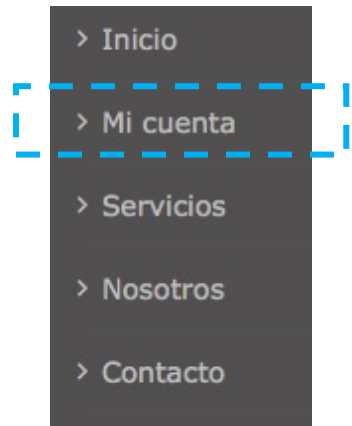 > Inicio
> Mi cuenta
> Servicios
> Nosotros
> Contacto